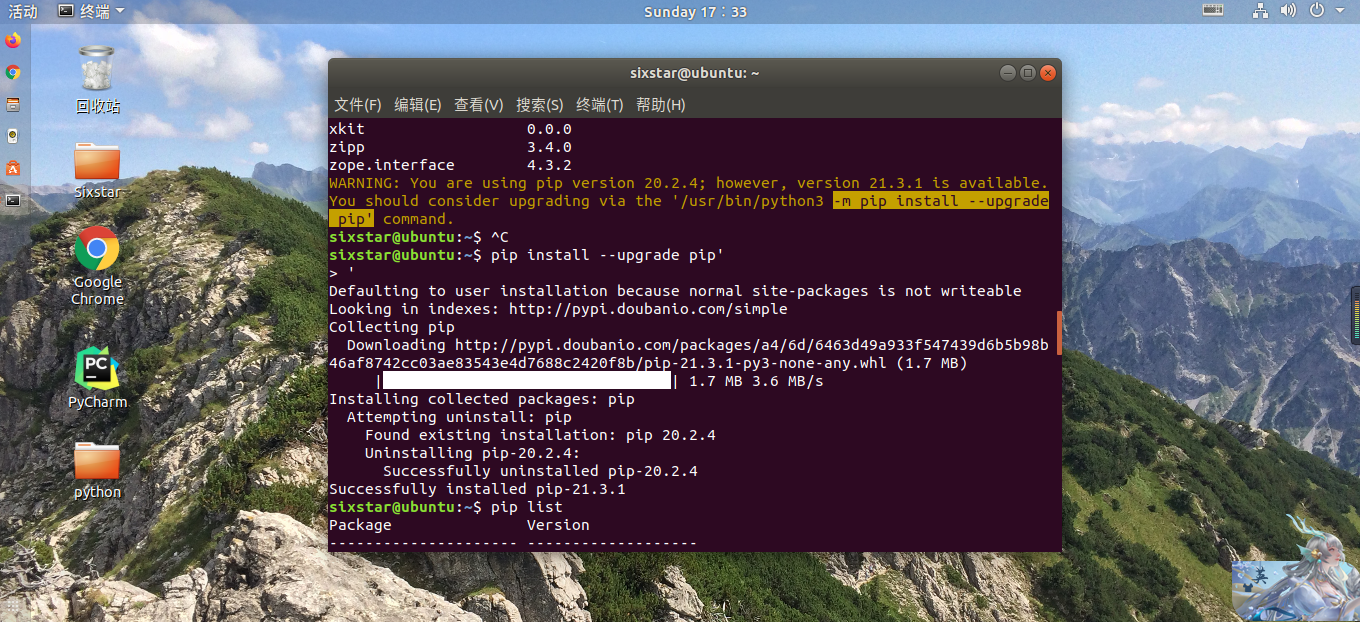 活动 终端 Sunday 17：33
回收站
Sixstar
Google
Chrome
PC
PyCharm
python
sixstar@ubuntu: ~
文件(F) 编辑(E) 查看(V) 搜索(S) 终端(T) 帮助(H)
xkit 0.0.0
zipp 3.4.0
zope.interface 4.3.2
WARNING: You are using pip version 20.2.4; however, version 21.3.1 is available.
You should consider upgrading via the '/usr/bin/python3 -m pip install --upgrade
 pip' command.
sixstar@ubuntu:~$ ^C
sixstar@ubuntu:~$ pip install --upgrade pip'
> '
Defaulting to user installation because normal site-packages is not writeable
Looking in indexes: http://pypi.doubanio.com/simple
Collecting pip
  Downloading http://pypi.doubanio.com/packages/a4/6d/6463d49a933f547439d6b5b98b
46af8742cc03ae83543e4d7688c2420f8b/pip-21.3.1-py3-none-any.whl (1.7 MB)
     || 1.7 MB 3.6 MB/s
Installing collected packages: pip
  Attempting uninstall: pip
    Found existing installation: pip 20.2.4
    Uninstalling pip-20.2.4:
      Successfully uninstalled pip-20.2.4
Successfully installed pip-21.3.1
sixstar@ubuntu:~$ pip list
Package Version
--------------------- -------------------
英